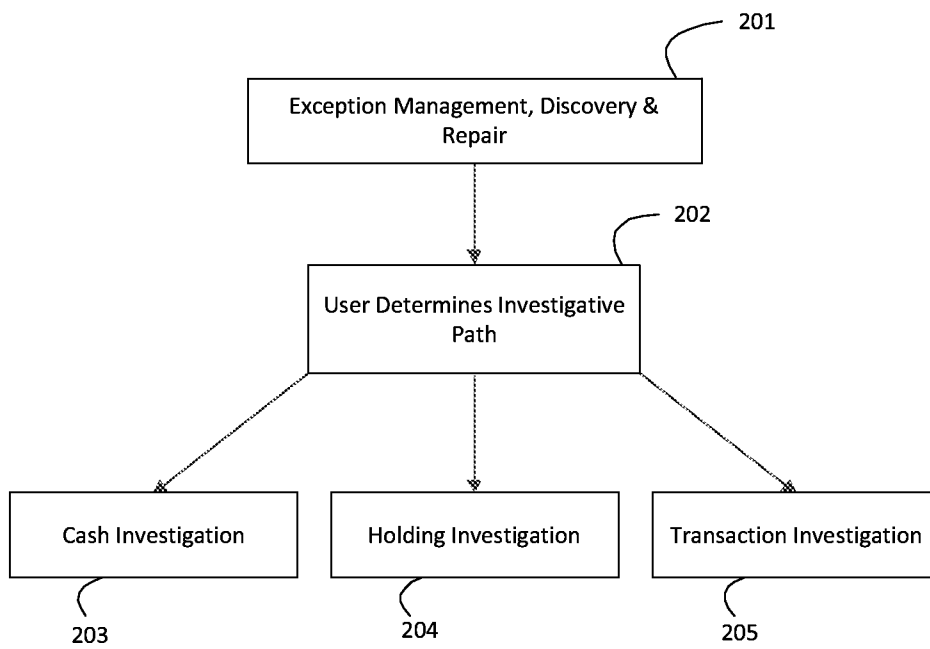 201
Exception Management, Discovery &
Repair
202
User Determines Investigative
Path
Cash Investigation
Holding Investigation
Transaction Investigation
203
204
205